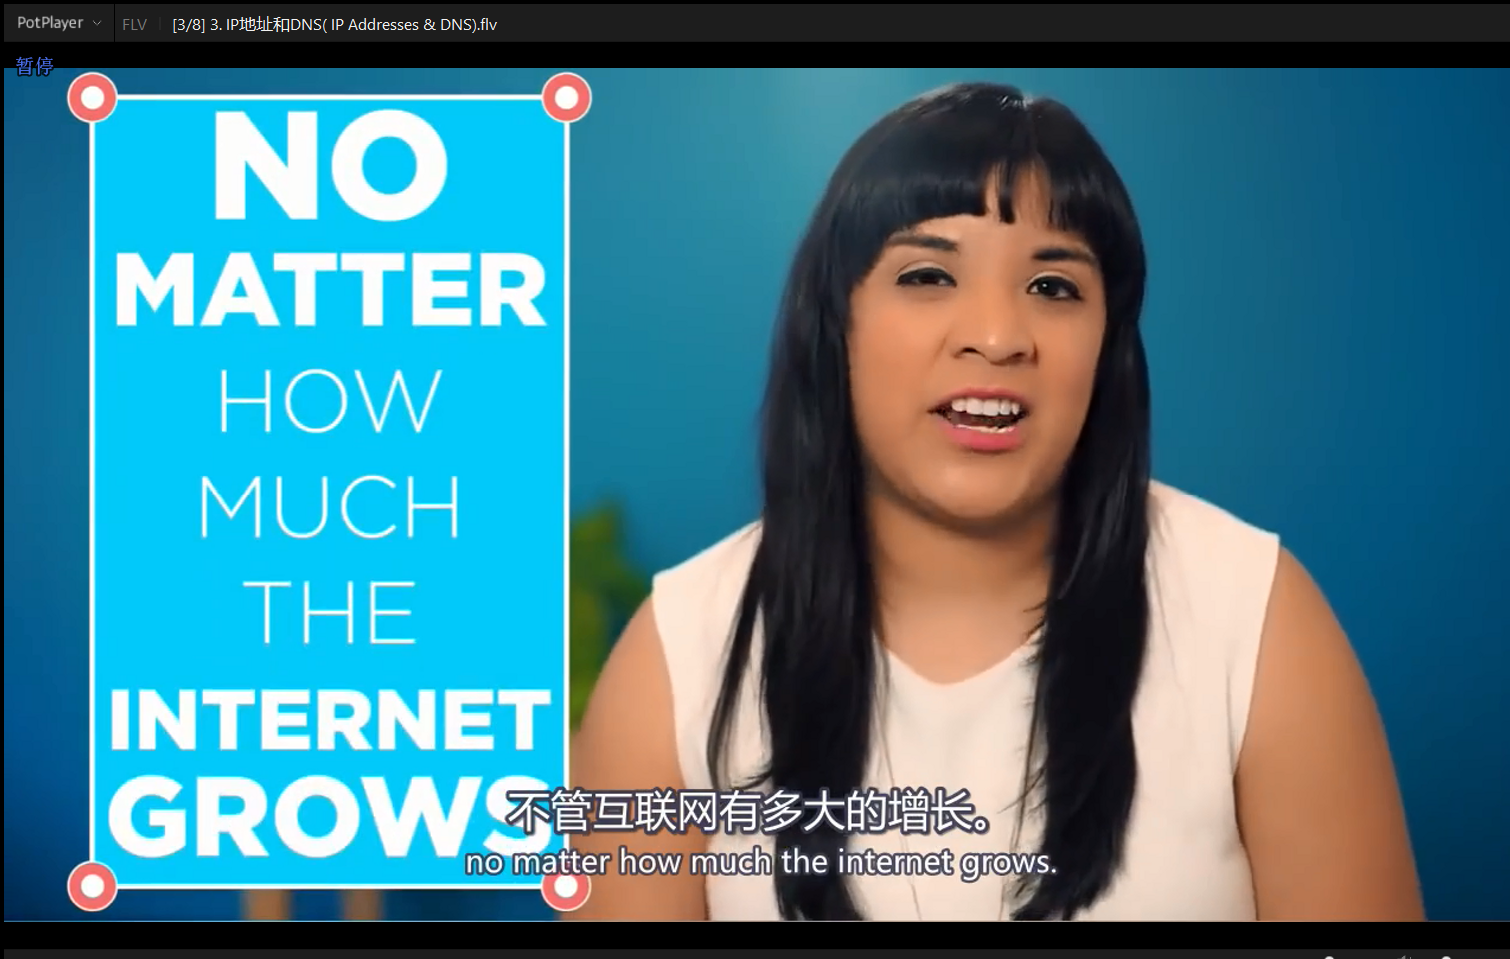 PotPlayer FLV [3/8] 3. IP地址和DNS( IP Addresses & DNS).flv
暂停
NO
MATTER
HOW
MUCH
THE
INTERNET
GROWS
不管互联网有多大的增长。
no matter how much the internet grows.